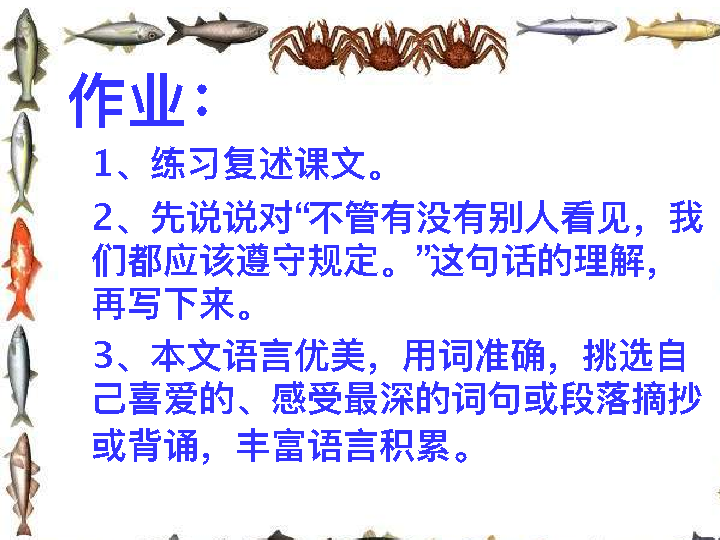 作业：
1、练习复述课文。
2、先说说对“不管有没有别人看见，我
们都应该遵守规定。”这句话的理解，
再写下来。
3、本文语言优美，用词准确，挑选自
己喜爱的、感受最深的词句或段落摘抄
或背诵，丰富语言积累。